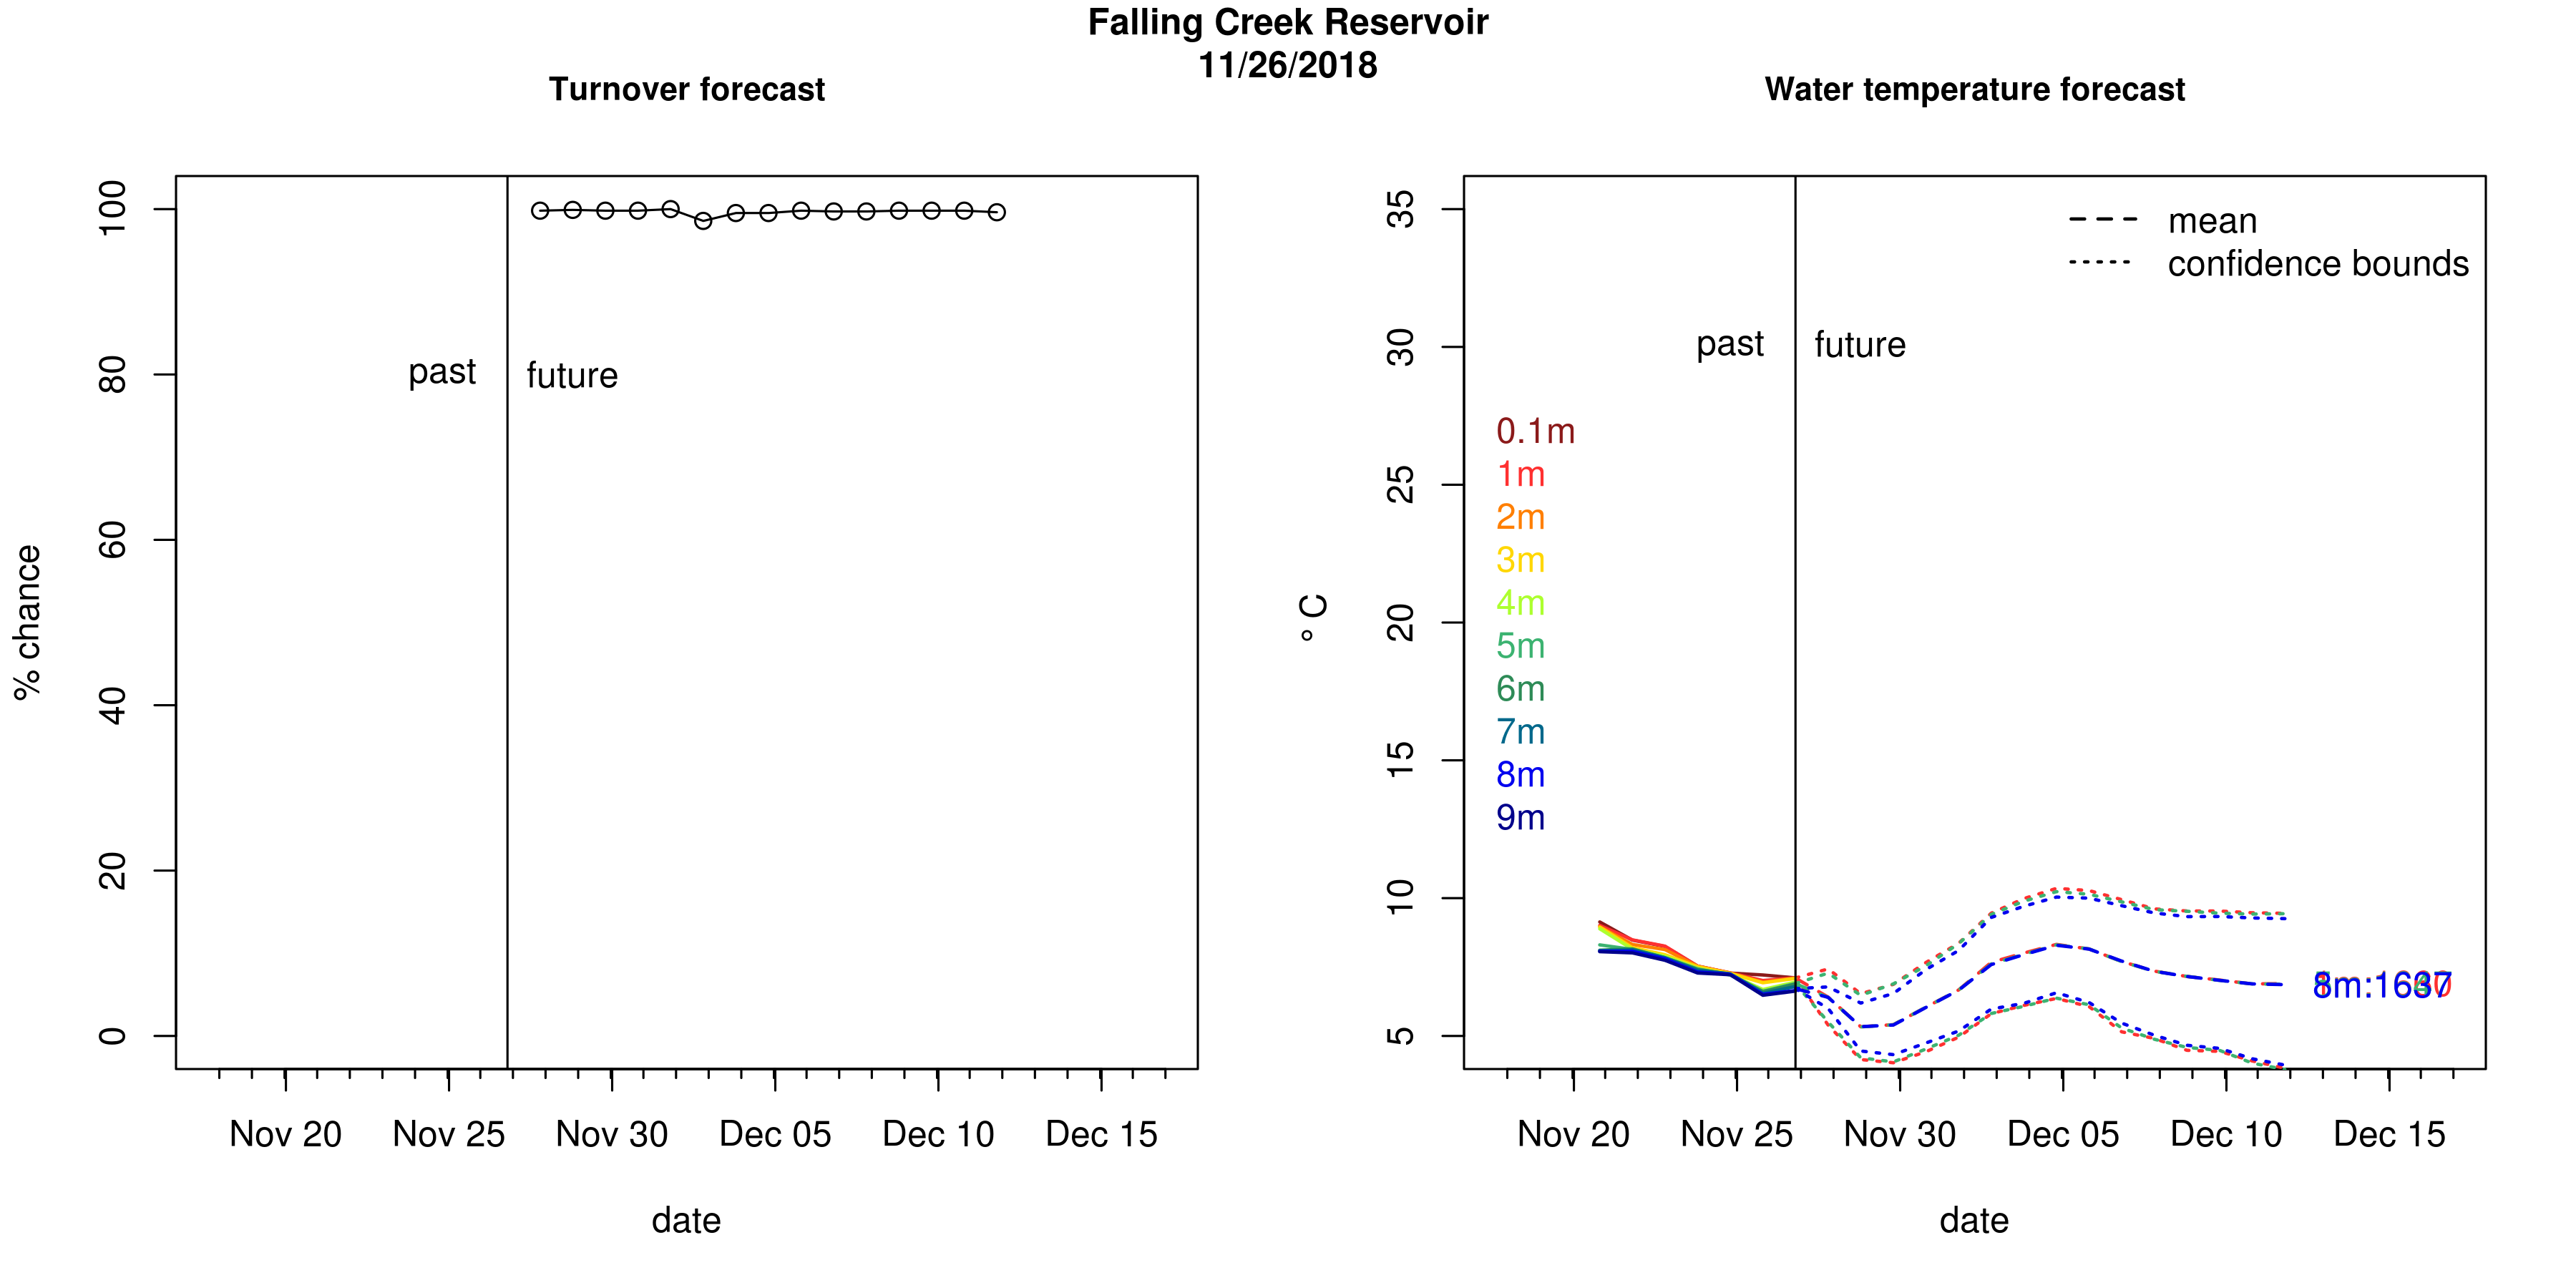 Falling Creek Reservoir
11/26/2018
Turnover forecast
% chance
100
80
60
40
20
0
past
future
Nov 20
Nov 25
Nov 30
Dec 05
Dec 10
Dec 15
date
Water temperature forecast
° C
35
30
25
20
15
10
5
mean
confidence bounds
past
future
0.1m
1m
2m
3m
4m
5m
6m
7m
8m
9m
Nov 20
Nov 25
Nov 30
Dec 05
Dec 10
Dec 15
date